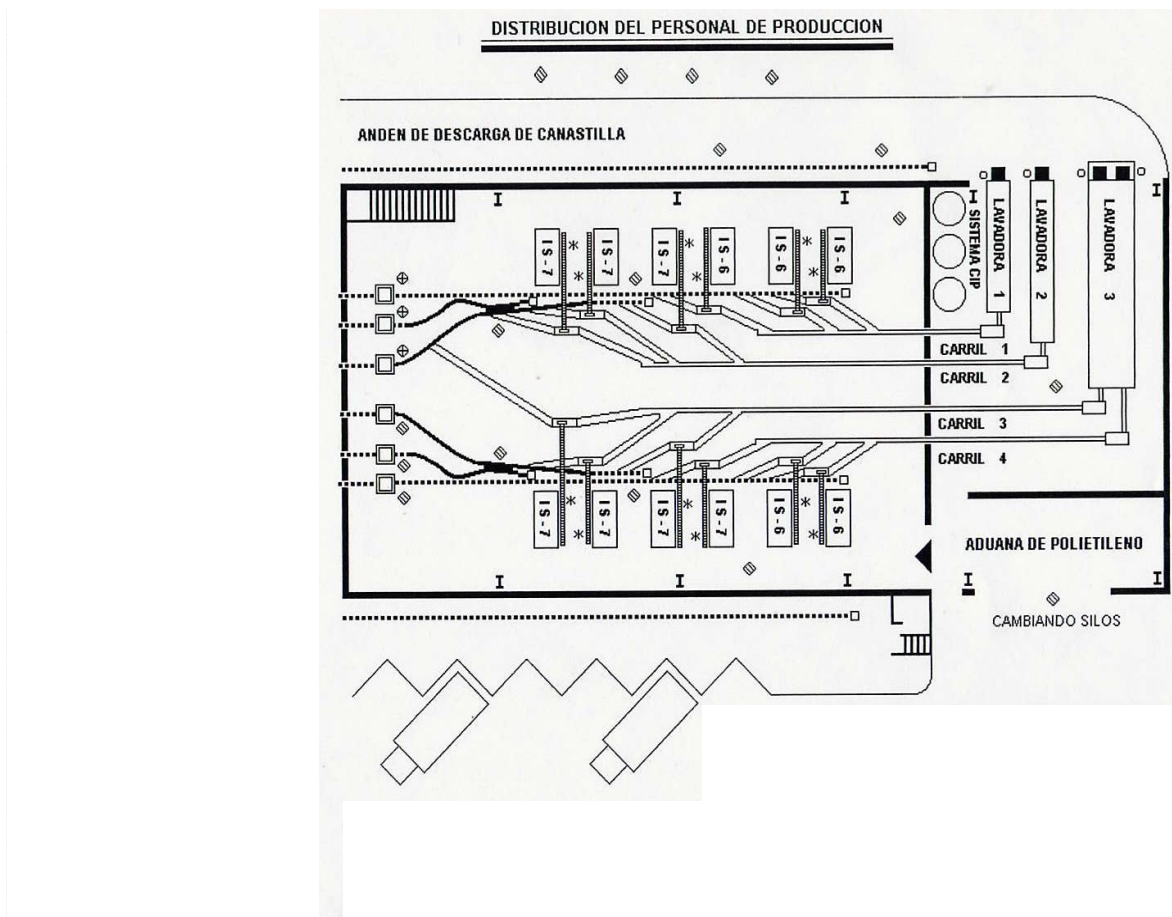 DISTRIBUCION DEL PERSONAL DE PRODUCCION
ANDEN DE DESCARGA DE CANASTILLA
I
I
I
I
I
SISTEMA CIP
LAVADORA 1
LAVADORA 2
LAVADORA 3
IS-7
IS-7
IS-7
IS-6
IS-6
IS-6
CARRIL 1
CARRIL 2
CARRIL 3
CARRIL 4
IS-7
IS-7
IS-7
IS-7
IS-6
IS-6
ADUANA DE POLIETILENO
I
I
I
I
I
CAMBIANDO SILOS